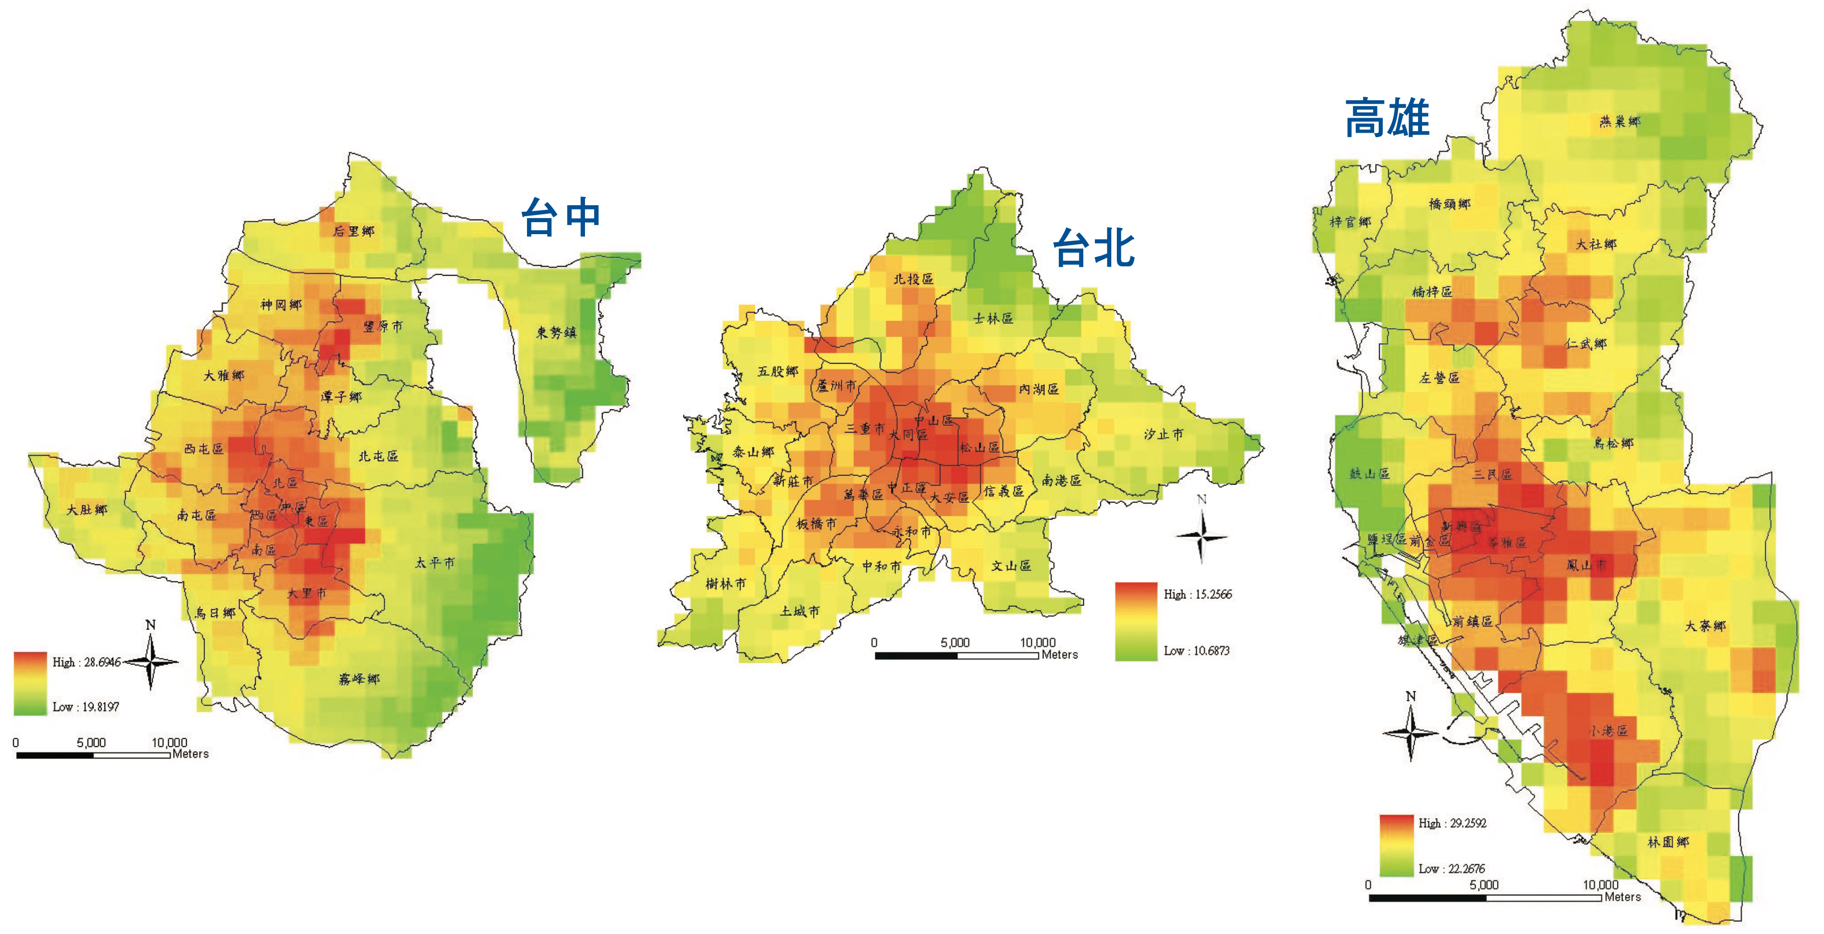 台中
后里鄉
神岡鄉
豐原市
東勢鎮
大雅鄉
潭子鄉
西屯區
北屯區
北區
大肚鄉
南屯區
西區
中區
東區
南區
太平市
大里市
烏日鄉
霧峰鄉
N
High : 28.6946
Low : 19.8197
0 5,000 10,000
Meters
台北
北投區
士林區
五股鄉
蘆洲市
內湖區
三重市
中山區
大同區
松山區
汐止市
泰山鄉
新莊市
萬華區
中正區
大安區
信義區
南港區
板橋市
永和市
中和市
文山區
樹林市
土城市
N
High : 15.2566
Low : 10.6873
0 5,000 10,000
Meters
高雄
燕巢鄉
橋頭鄉
梓官鄉
大社鄉
楠梓區
仁武鄉
左營區
鳥松鄉
鼓山區
三民區
新興區
鹽埕區
前金區
苓雅區
鳳山市
前鎮區
旗津區
大寮鄉
小港區
林園鄉
N
High : 29.2592
Low : 22.2676
0 5,000 10,000
Meters